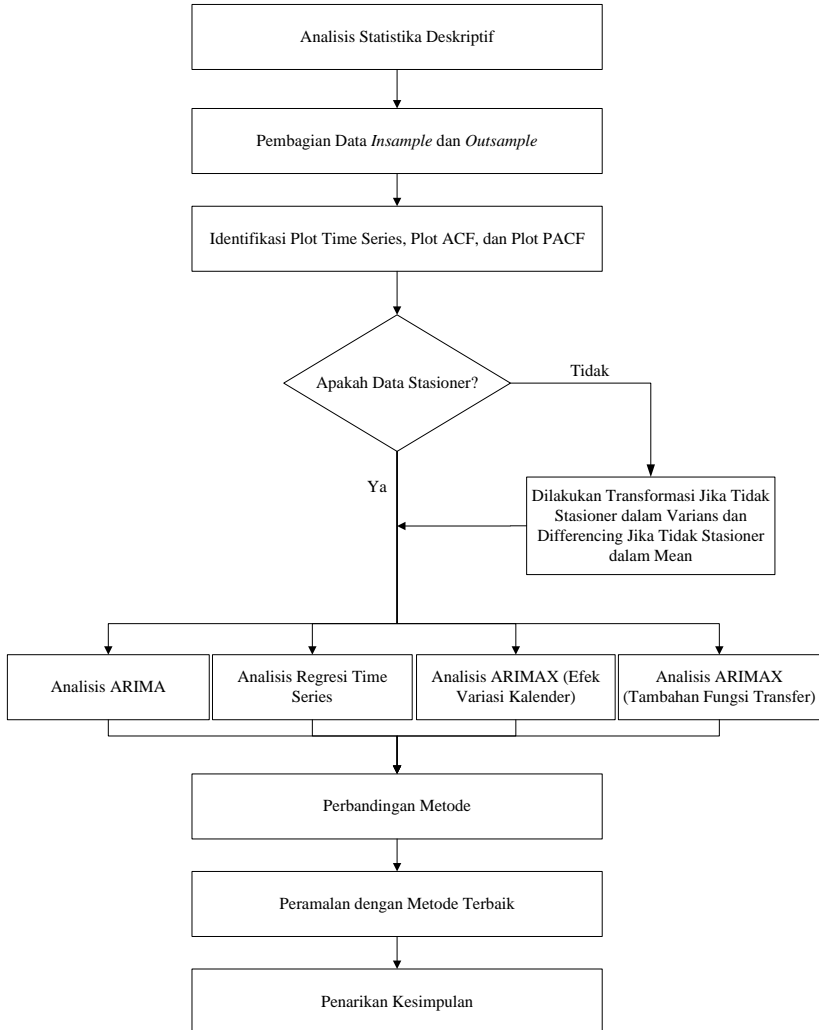 Analisis Statistika Deskriptif
Pembagian Data Insample dan Outsample
Identifikasi Plot Time Series, Plot ACF, dan Plot PACF
Apakah Data Stasioner?
Tidak
Ya
Dilakukan Transformasi Jika Tidak
Stasioner dalam Varians dan
Differencing Jika Tidak Stasioner
dalam Mean
Analisis ARIMA
Analisis Regresi Time
Series
Analisis ARIMAX (Efek
Variasi Kalender)
Analisis ARIMAX
(Tambahan Fungsi Transfer)
Perbandingan Metode
Peramalan dengan Metode Terbaik
Penarikan Kesimpulan